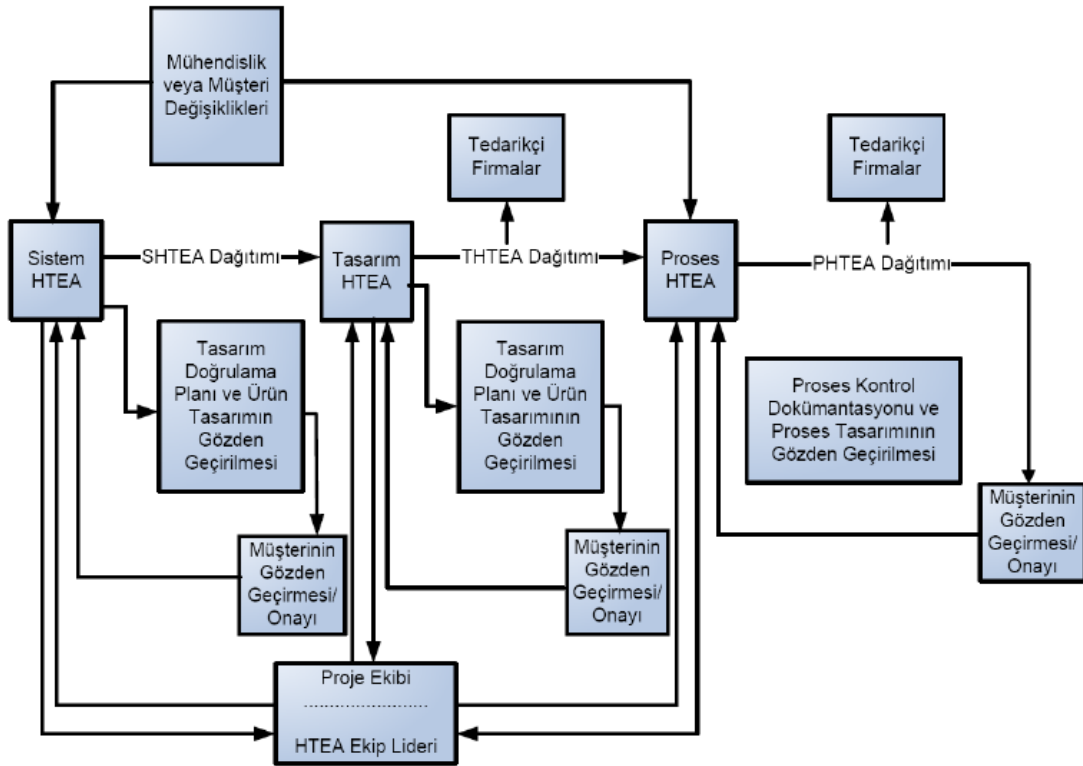 Mühendislik
veya Müşteri
Değişiklikleri
Tedarikçi
Firmalar
Tedarikçi
Firmalar
Sistem
HTEA
SHTEA Dağıtımı
Tasarım
HTEA
THTEA Dağıtımı
Proses
HTEA
PHTEA Dağıtımı
Tasarım
Doğrulama
Planı ve Ürün
Tasarımın
Gözden
Geçirilmesi
Tasarım
Doğrulama
Planı ve Ürün
Tasarımının
Gözden
Geçirilmesi
Proses Kontrol
Dokümantasyonu ve
Proses Tasarımının
Gözden Geçirilmesi
Müşterinin
Gözden
Geçirmesi/
Onayı
Müşterinin
Gözden
Geçirmesi/
Onayı
Müşterinin
Gözden
Geçirmesi/
Onayı
Proje Ekibi
HTEA Ekip Lideri